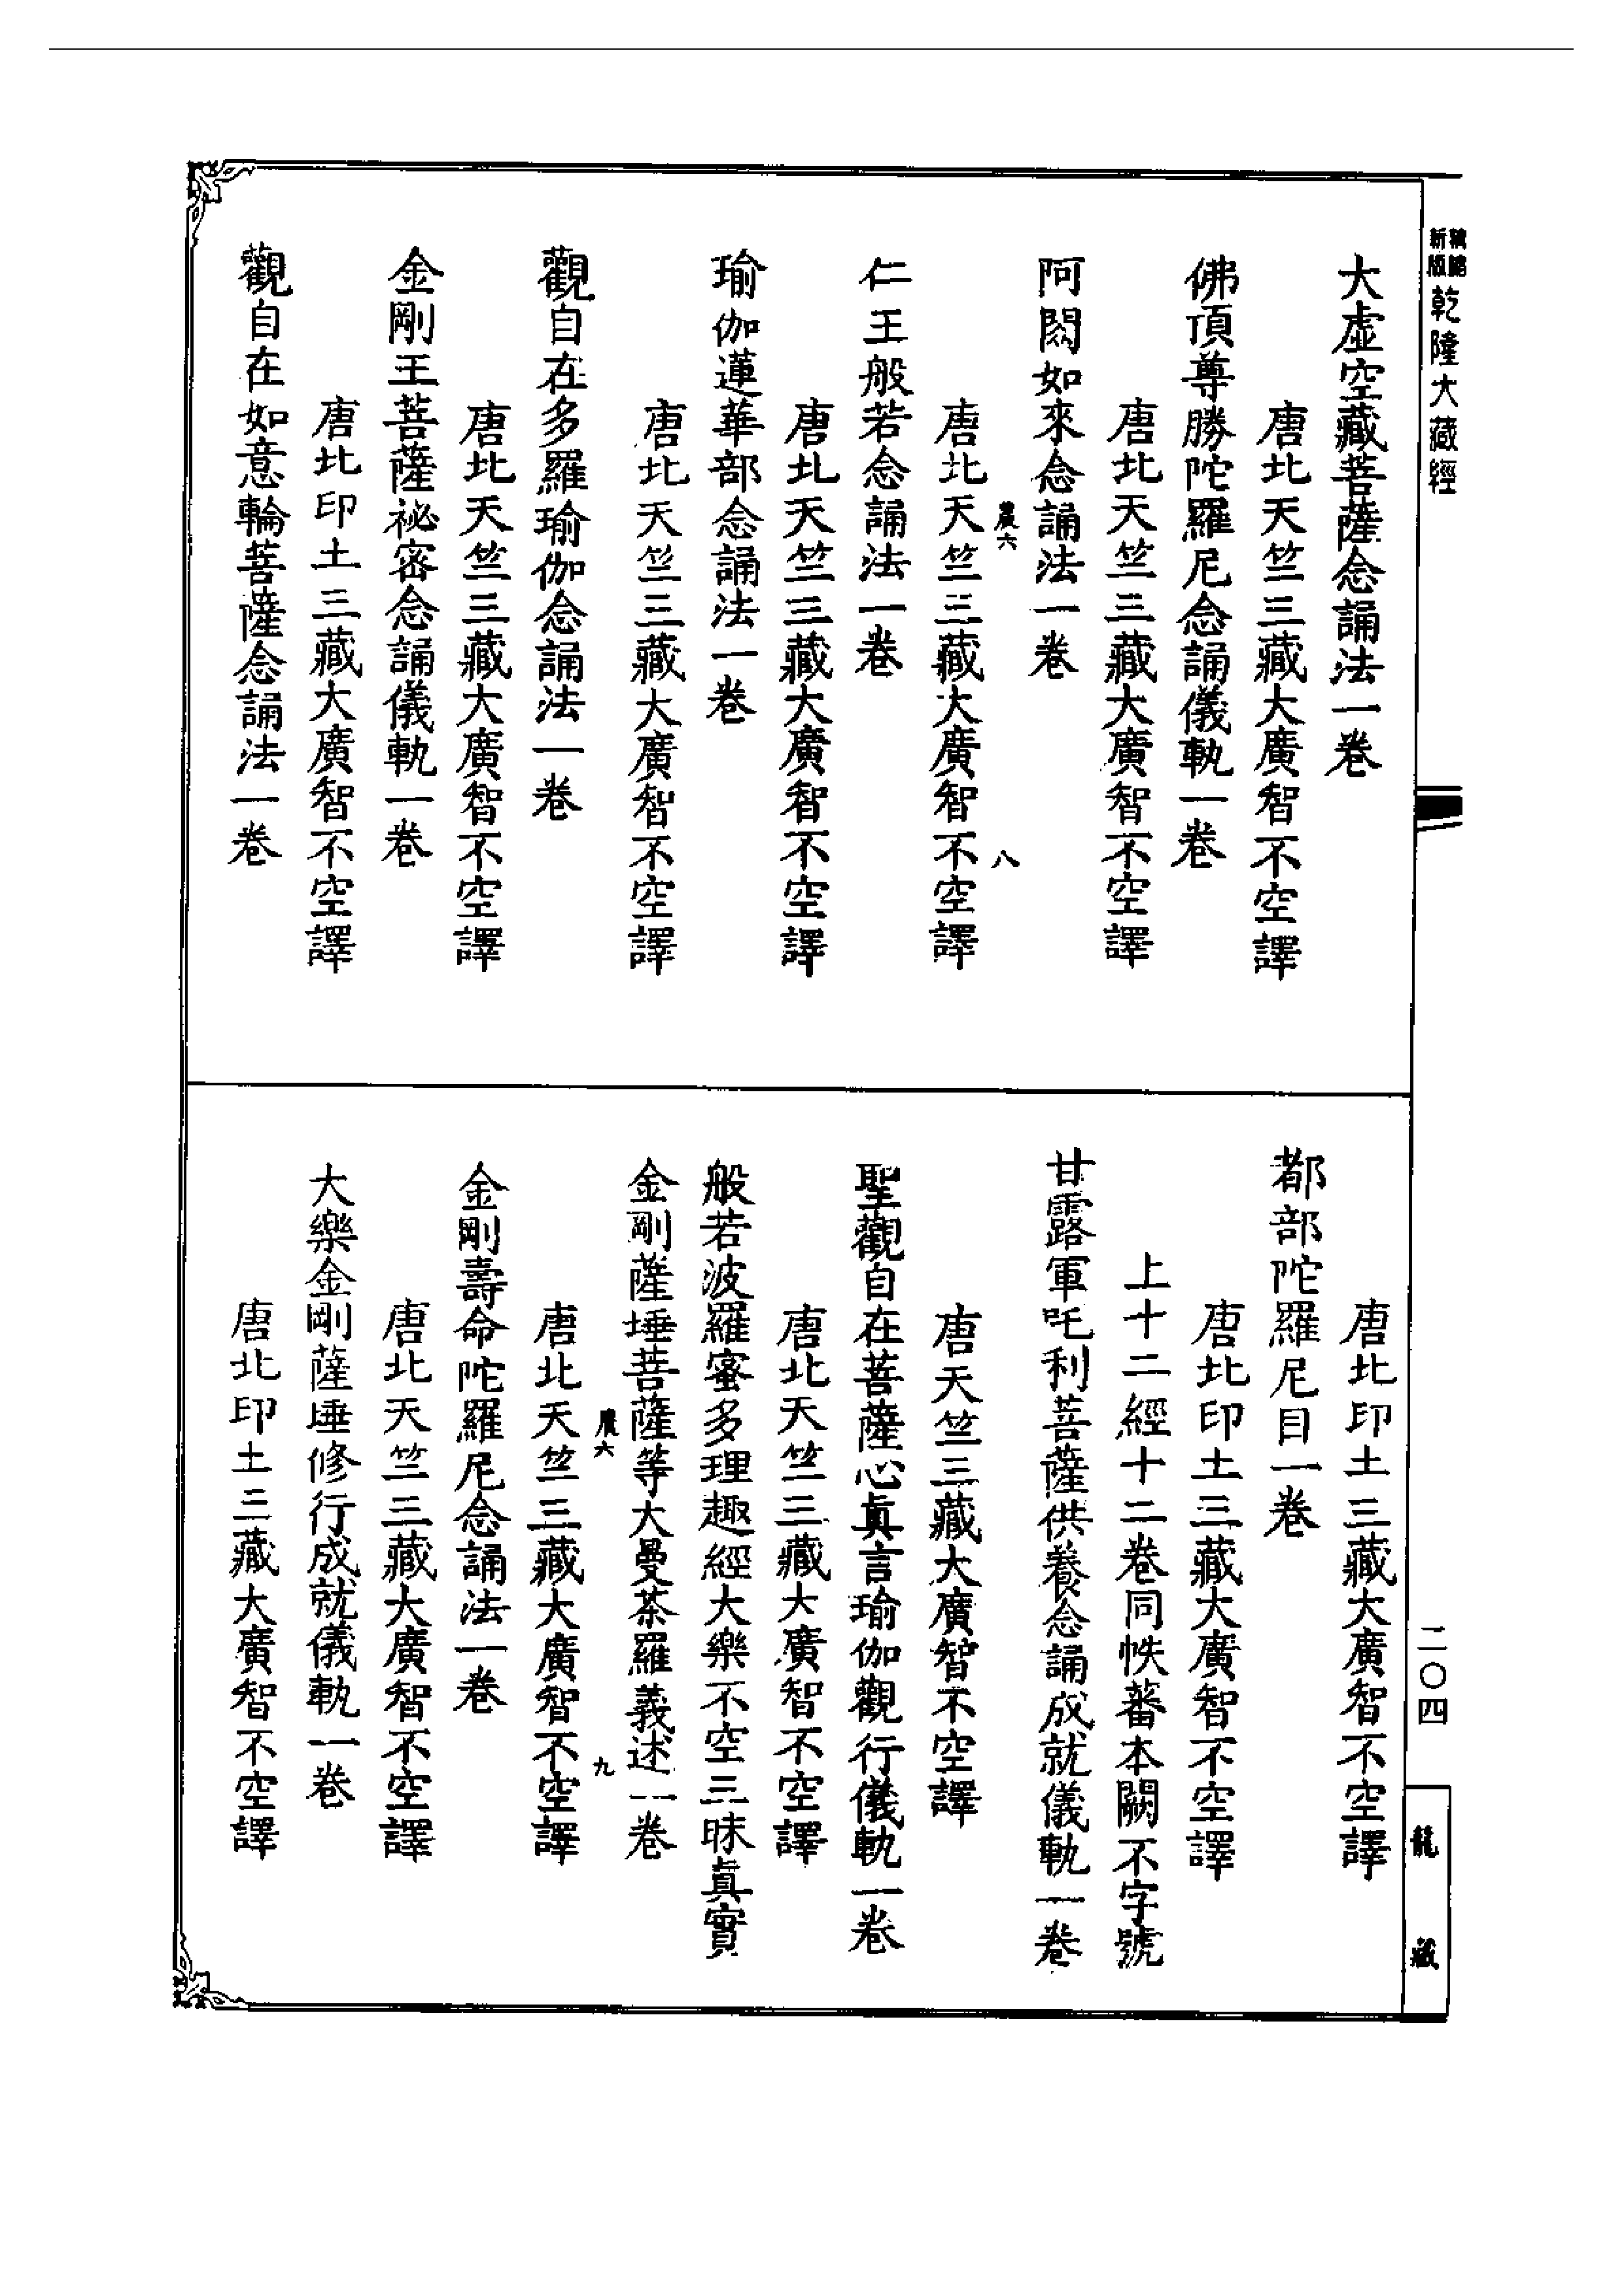 新版
乾隆大藏經
大虛空藏菩薩念誦法一卷
唐北天竺三藏大廣智不空譯
佛頂尊勝陀羅尼念誦儀軌一卷
唐北天竺三藏大廣智不空譯
阿閦如來念誦法一卷
農六
八
唐北天竺三藏大廣智不空譯
仁王般若念誦法一卷
唐北天竺三藏大廣智不空譯
瑜伽蓮華部念誦法一卷
唐北天竺三藏大廣智不空譯
觀自在多羅瑜伽念誦法一卷
唐北天竺三藏大廣智不空譯
金剛王菩薩祕密念誦儀軌一卷
唐北印土三藏大廣智不空譯
觀自在如意輪菩薩念誦法一卷
唐北印土三藏大廣智不空譯
都部陀羅尼目一卷
唐北印土三藏大廣智不空譯
上十二經十二卷同帙蕃本闕不字號
甘露軍吒利菩薩供養念誦成就儀軌一卷
唐天竺三藏大廣智不空譯
聖觀自在菩薩心眞言瑜伽觀行儀軌一卷
唐北天竺三藏大廣智不空譯
般若波羅蜜多理趣經大樂不空三昧眞實
金剛薩埵菩薩等大曼荼羅義述一卷
農六
九
唐北天竺三藏大廣智不空譯
金剛壽命陀羅尼念誦法一卷
唐北天竺三藏大廣智不空譯
大樂金剛薩埵修行成就儀軌一卷
唐北印土三藏大廣智不空譯
二〇四
龍藏